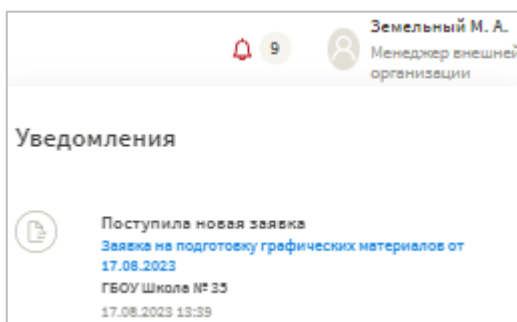 Земельный М. А.
9
Менеджер внешней
организации
Уведомления
Поступила новая заявка
Заявка на подготовку графических материалов от
17.08.2023
ГБОУ Школа № 35
17.08.2023 13:39